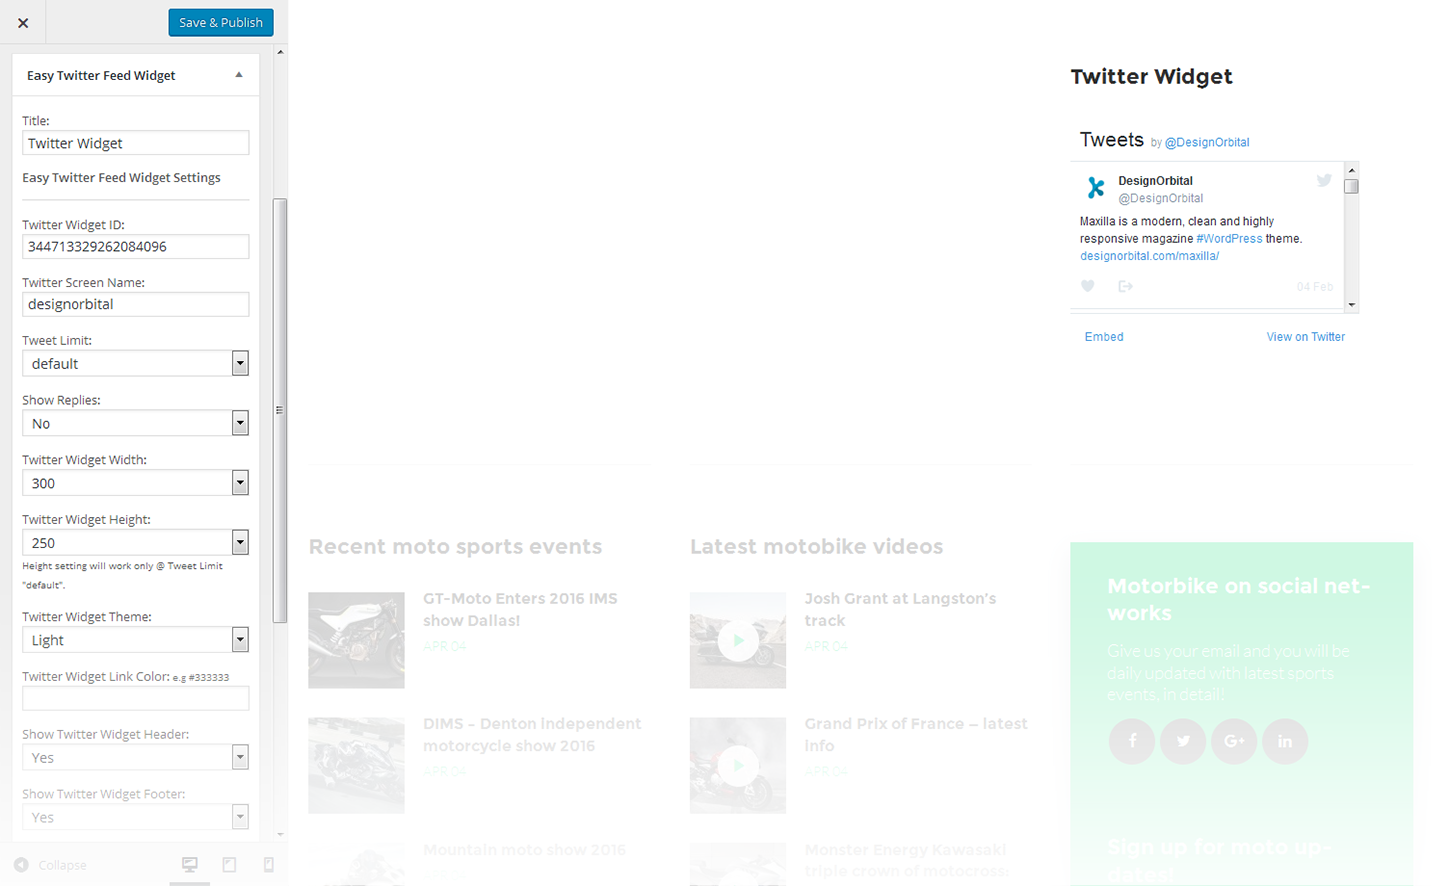 Save & Publish
Easy Twitter Feed Widget
Title:
Twitter Widget
Easy Twitter Feed Widget Settings
Twitter Widget ID:
344713329262084096
Twitter Screen Name:
designorbital
Tweet Limit:
default
Show Replies:
No
Twitter Widget Width:
300
Twitter Widget Height:
250
Height setting will work only @ Tweet Limit
"default".
Twitter Widget Theme:
Light
Twitter Widget Link Color: e.g #333333
Show Twitter Widget Header:
Yes
Show Twitter Widget Footer:
Yes
Collapse
Twitter Widget
Tweets by @DesignOrbital
DesignOrbital
@DesignOrbital
Maxilla is a modern, clean and highly
responsive magazine #WordPress theme.
designorbital.com/maxilla/
04 Feb
Embed
View on Twitter
Recent moto sports events
GT-Moto Enters 2016 IMS
show Dallas!
APR 04
DIMS – Denton Independent
motorcycle show 2016
APR 04
Mountain moto show 2016
Latest motobike videos
Josh Grant at Langston's
track
APR 04
Grand Prix of France – latest
info
APR 04
Monster Energy Kawasaki
triple crown of motocross:
Motorbike on social net-
works
Give us your email and you will be
daily updated with latest sports
events, in detail!
f
G+
in
Sign up for moto up-
dates!